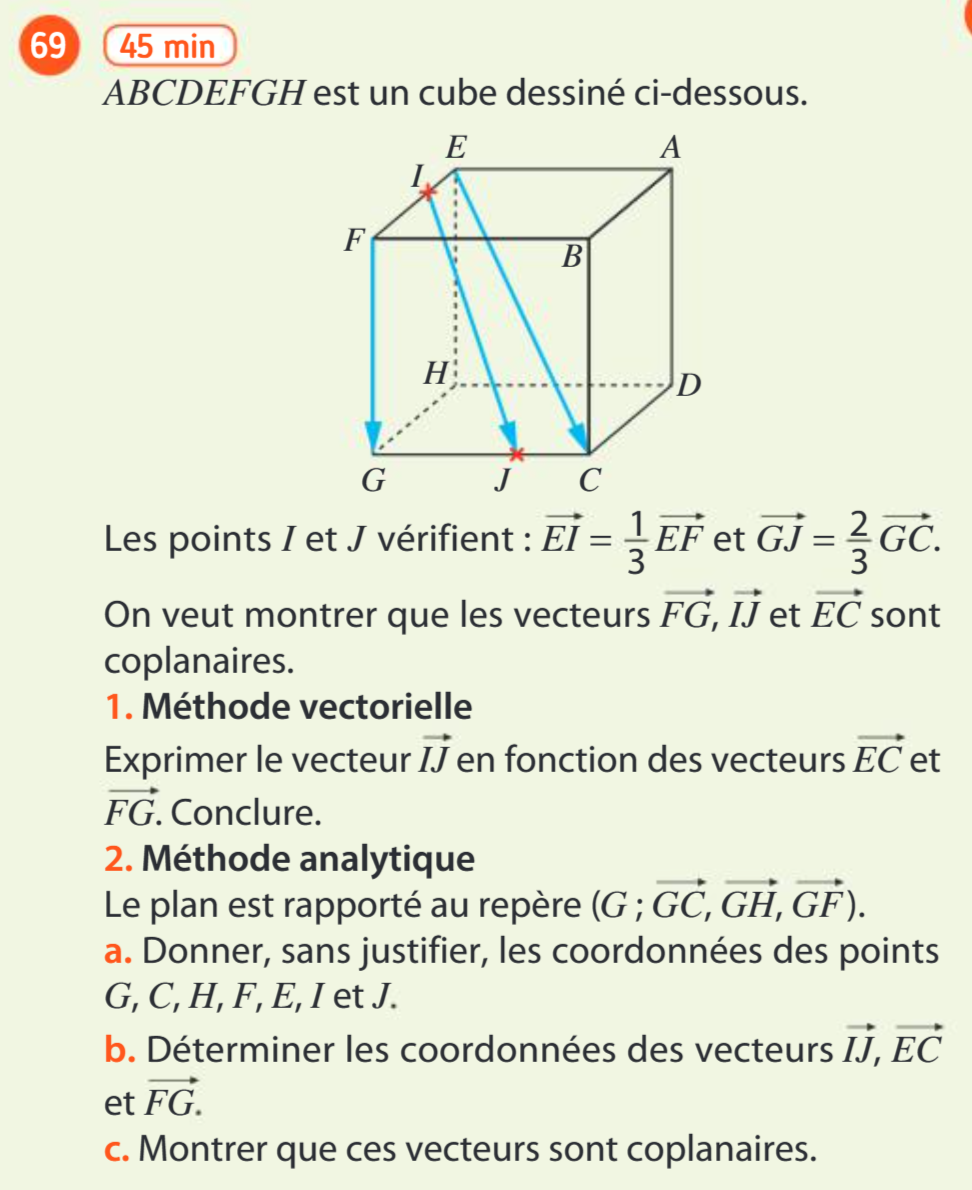 69 45 min
ABCDEFGH est un cube dessiné ci-dessous.
E A
I
F B
H D
G J C
Les points I et J vérifient : $\overrightarrow{EI} = \frac{1}{3}\overrightarrow{EF}$ et $\overrightarrow{GJ} = \frac{2}{3}\overrightarrow{GC}$.
On veut montrer que les vecteurs $\overrightarrow{FG}$, $\overrightarrow{IJ}$ et $\overrightarrow{EC}$ sont
coplanaires.
1. Méthode vectorielle
Exprimer le vecteur $\overrightarrow{IJ}$ en fonction des vecteurs $\overrightarrow{EC}$ et
$\overrightarrow{FG}$. Conclure.
2. Méthode analytique
Le plan est rapporté au repère (G ; $\overrightarrow{GC}$, $\overrightarrow{GH}$, $\overrightarrow{GF}$).
a. Donner, sans justifier, les coordonnées des points
G, C, H, F, E, I et J.
b. Déterminer les coordonnées des vecteurs $\overrightarrow{IJ}$, $\overrightarrow{EC}$
et $\overrightarrow{FG}$.
c. Montrer que ces vecteurs sont coplanaires.